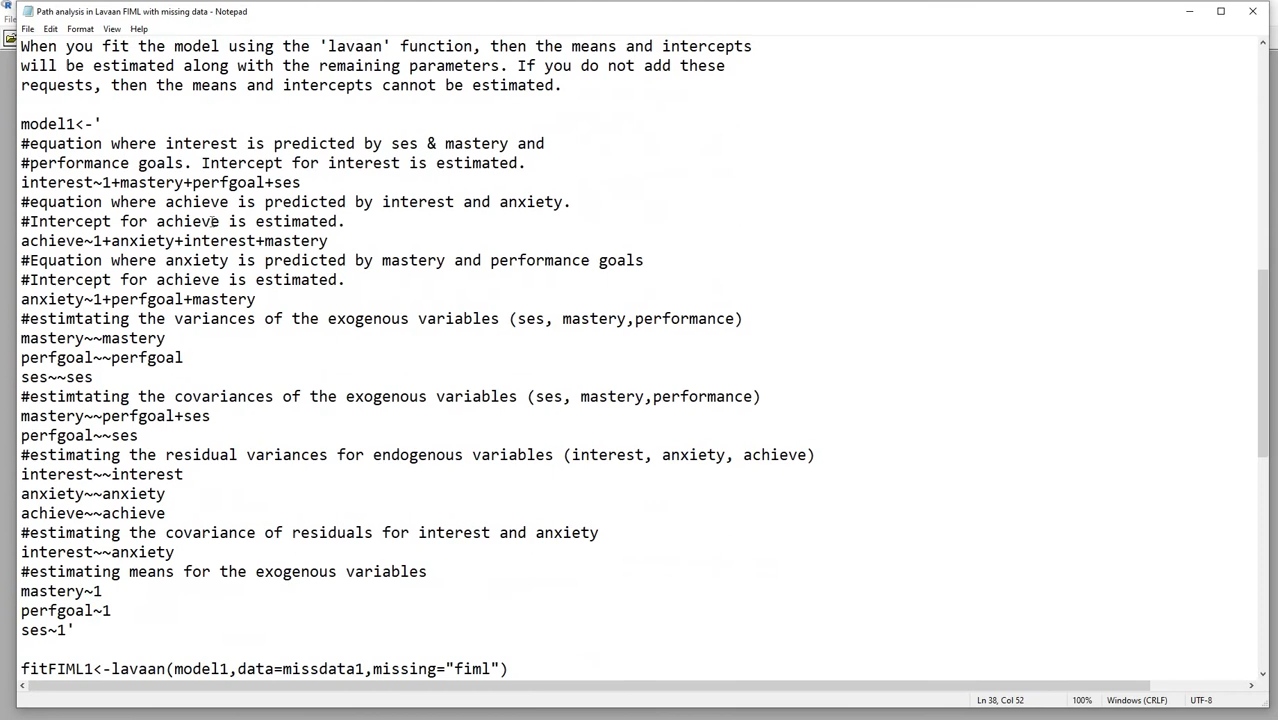 Path analysis in Lavaan FIML with missing data - Notepad
File Edit Format View Help
When you fit the model using the 'lavaan' function, then the means and intercepts
will be estimated along with the remaining parameters. If you do not add these
requests, then the means and intercepts cannot be estimated.
model1<-'
#equation where interest is predicted by ses & mastery and
#performance goals. Intercept for interest is estimated.
interest~1+mastery+perfgoal+ses
#equation where achieve is predicted by interest and anxiety.
#Intercept for achieve is estimated.
achieve~1+anxiety+interest+mastery
#Equation where anxiety is predicted by mastery and performance goals
#Intercept for achieve is estimated.
anxiety~1+perfgoal+mastery
#estimtating the variances of the exogenous variables (ses, mastery,performance)
mastery~~mastery
perfgoal~~perfgoal
ses~~ses
#estimtating the covariances of the exogenous variables (ses, mastery,performance)
mastery~~perfgoal+ses
perfgoal~~ses
#estimating the residual variances for endogenous variables (interest, anxiety, achieve)
interest~~interest
anxiety~~anxiety
achieve~~achieve
#estimating the covariance of residuals for interest and anxiety
interest~~anxiety
#estimating means for the exogenous variables
mastery~1
perfgoal~1
ses~1'
fitFIML1<-lavaan(model1,data=missdata1,missing="fiml")
Ln 38, Col 52 100% Windows (CRLF) UTF-8